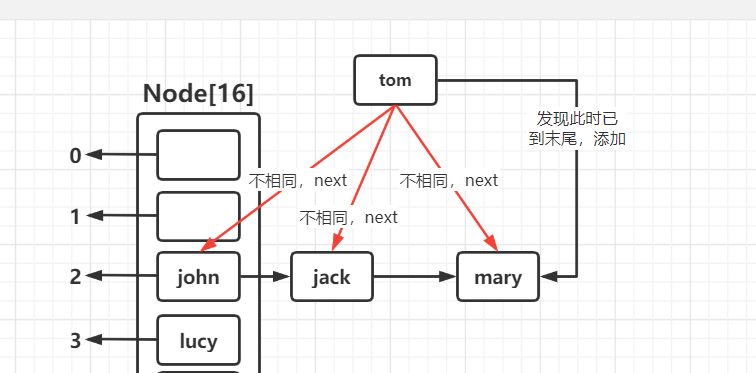 tom
Node[16]
发现此时已
到末尾，添加
0
不相同，next
不相同，next
1
不相同，next
2
john
jack
mary
3
lucy